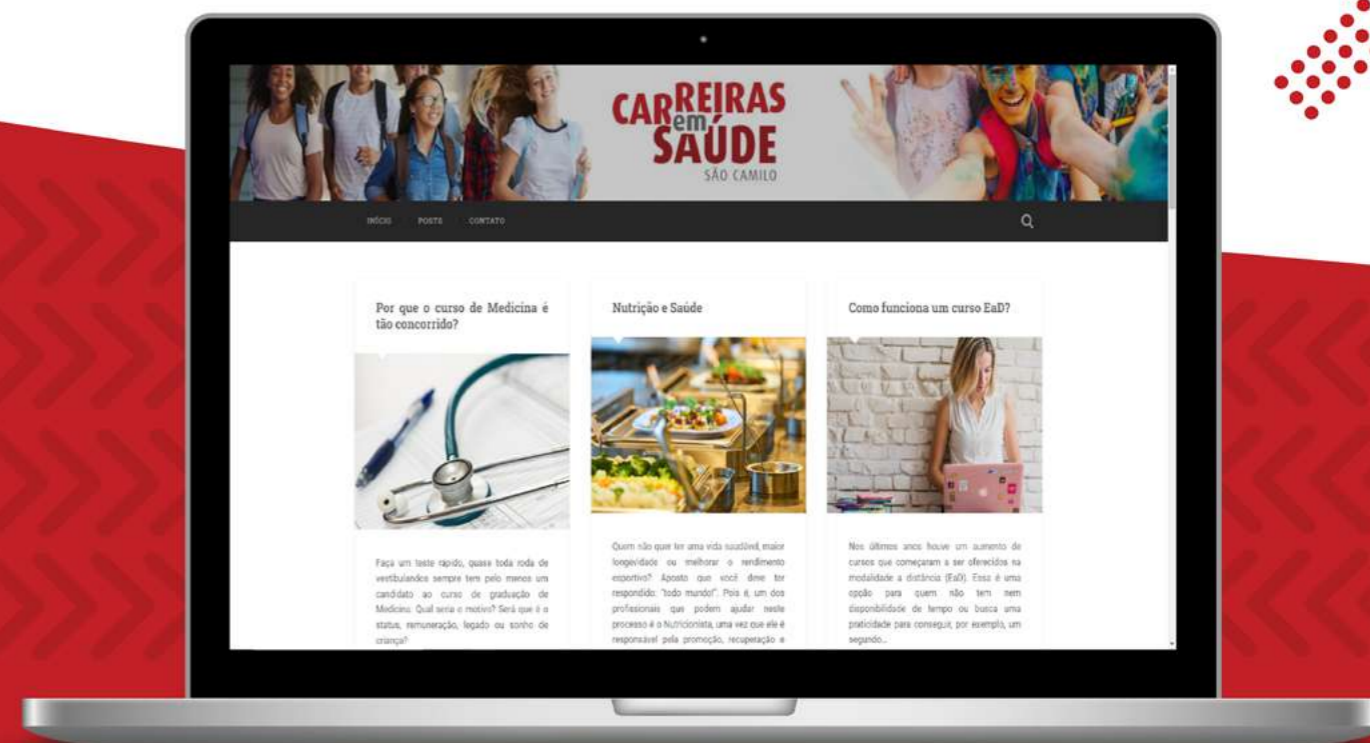 CARREIRAS
em
SAÚDE
SÃO CAMILO
INÍCIO POSTS CONTATO
Por que o curso de Medicina é
tão concorrido?
Faça um teste rápido, quase toda roda de
vestibulandos sempre tem pelo menos um
candidato ao curso de graduação de
Medicina. Qual seria o motivo? Será que é o
status, remuneração, legado ou sonho de
criança?
Nutrição e Saúde
Quem não quer ter uma vida saudável, maior
longevidade ou melhorar o rendimento
esportivo? Aposto que você deve ter
respondido: "todo mundo!". Pois é, um dos
profissionais que podem ajudar neste
processo é o Nutricionista, uma vez que ele é
responsável pela promoção, recuperação e
Como funciona um curso EaD?
Nos últimos anos houve um aumento de
cursos que começaram a ser oferecidos na
modalidade a distância (EaD). Essa é uma
opção para quem não tem nem
disponibilidade de tempo ou busca uma
praticidade para conseguir, por exemplo, um
segundo...